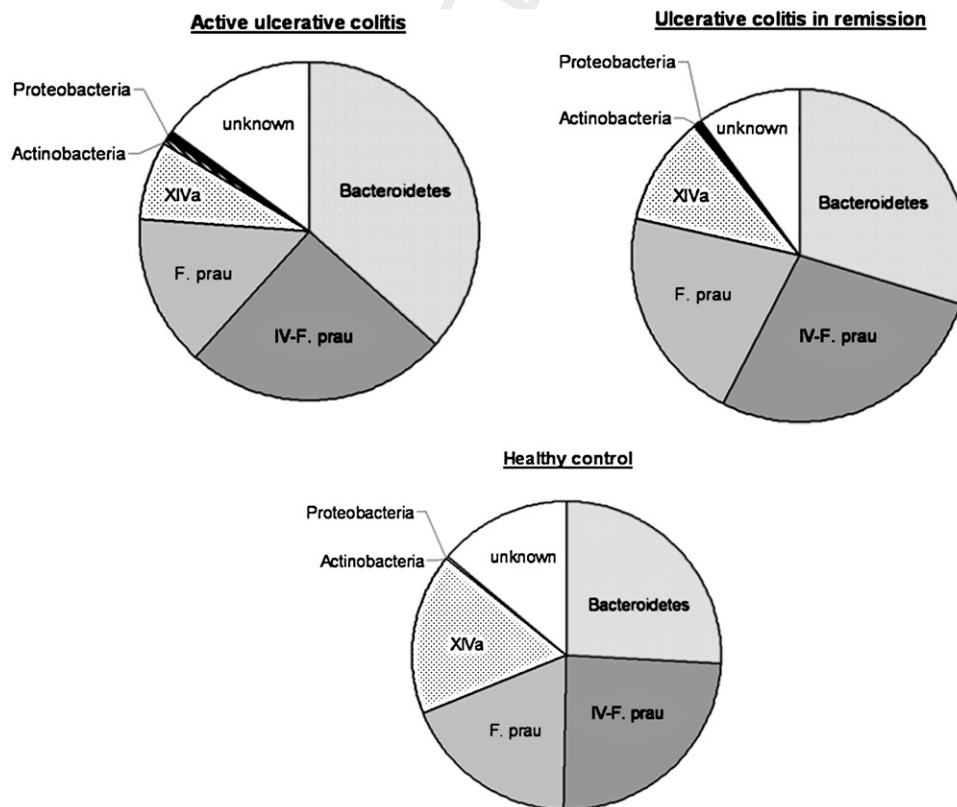 Active ulcerative colitis
Proteobacteria
unknown
Actinobacteria
Bacteroidetes
XIVa
F. prau
IV-F. prau
Ulcerative colitis in remission
Proteobacteria
Actinobacteria
unknown
XIVa
Bacteroidetes
F. prau
IV-F. prau
Healthy control
Proteobacteria
unknown
Actinobacteria
Bacteroidetes
XIVa
IV-F. prau
F. prau